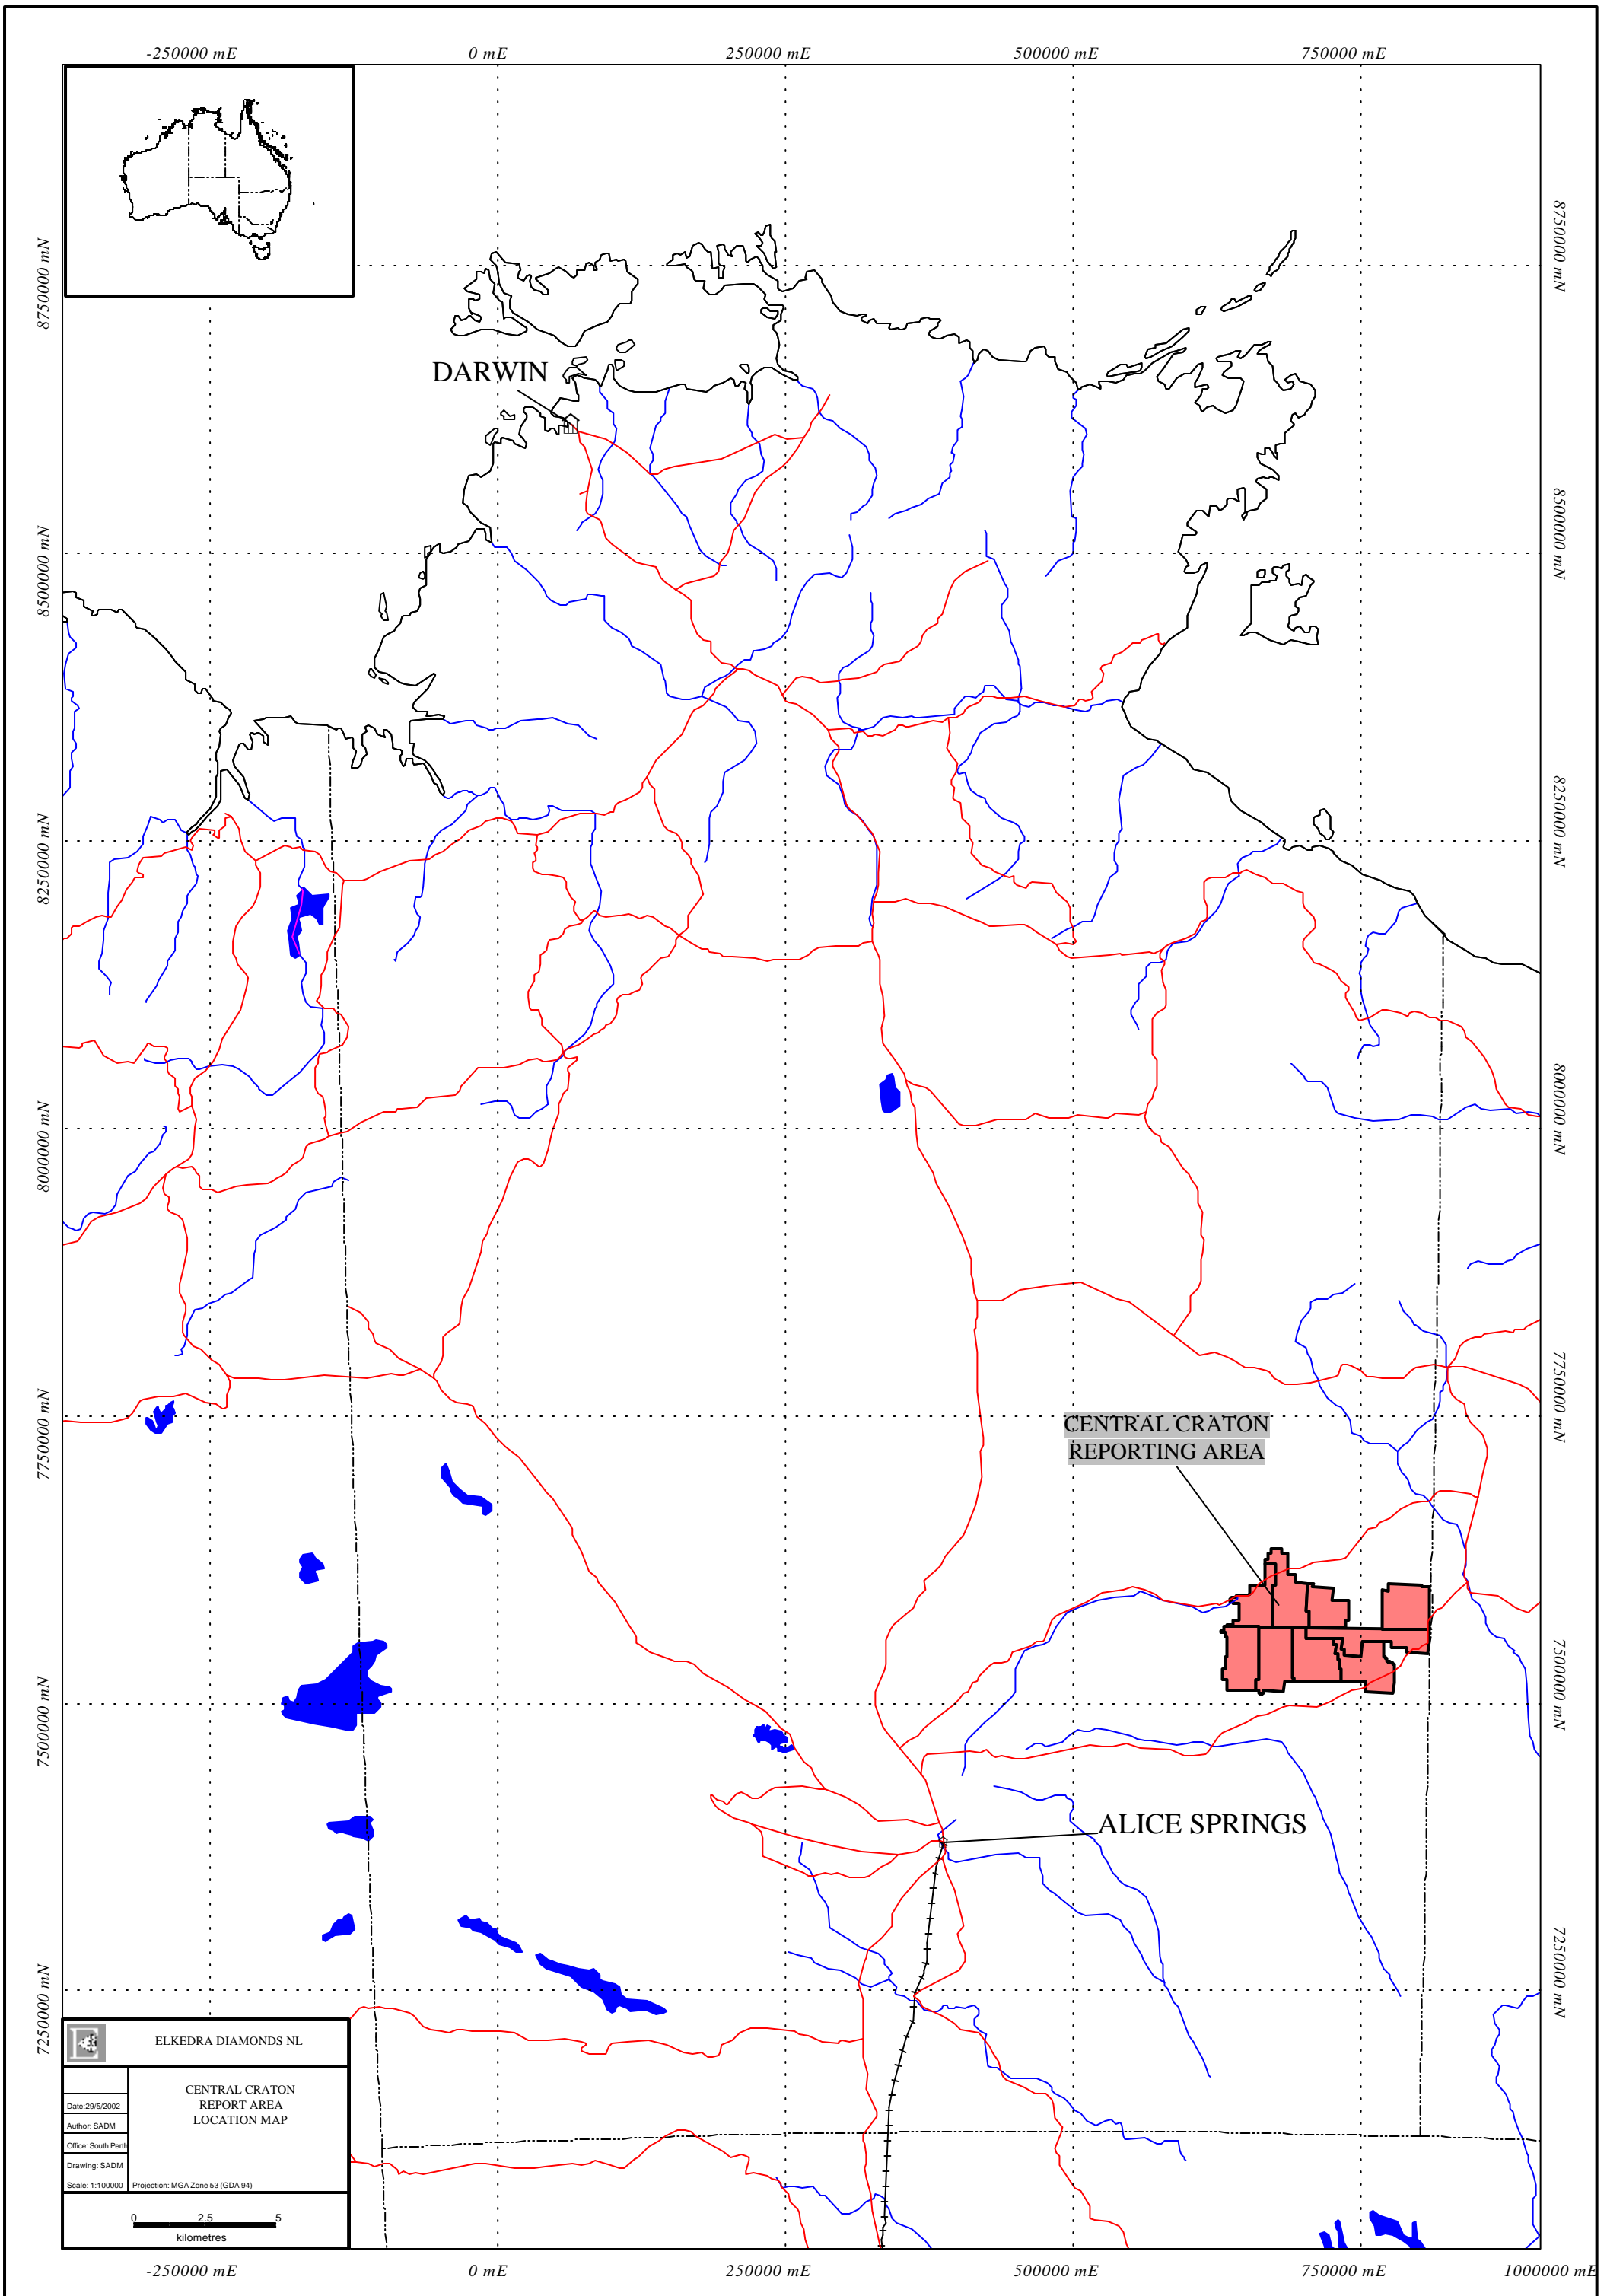 -250000 mE
0 mE
250000 mE
500000 mE
750000 mE
8750000 mN
8750000 mN
DARWIN
8500000 mN
8500000 mN
8250000 mN
8250000 mN
8000000 mN
8000000 mN
7750000 mN
7750000 mN
CENTRAL CRATON
REPORTING AREA
7500000 mN
7500000 mN
ALICE SPRINGS
7250000 mN
7250000 mN
E
ELKEDRA DIAMONDS NL
CENTRAL CRATON
REPORT AREA
LOCATION MAP
Date:29/5/2002
Author: SADM
Office: South Perth
Drawing: SADM
Scale: 1:100000
Projection: MGA Zone 53 (GDA 94)
0 2.5 5
kilometres
-250000 mE
0 mE
250000 mE
500000 mE
750000 mE
1000000 mE